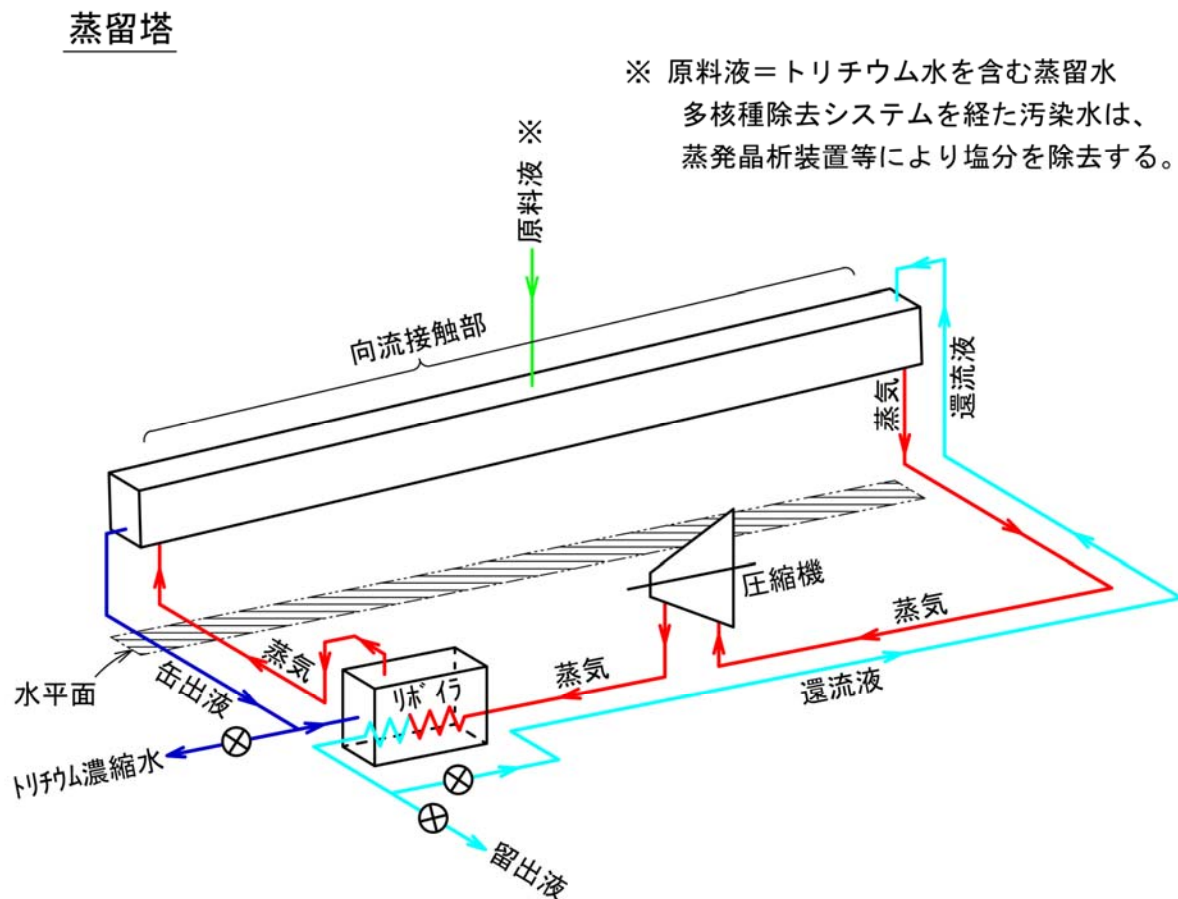 蒸留塔
※ 原料液＝トリチウム水を含む蒸留水
多核種除去システムを経た汚染水は、
蒸発晶析装置等により塩分を除去する。
原料液 ※
向流接触部
蒸気
還流液
圧縮機
蒸気
蒸気
還流液
蒸気
リボイラ
水平面
缶出液
トリチウム濃縮水
留出液